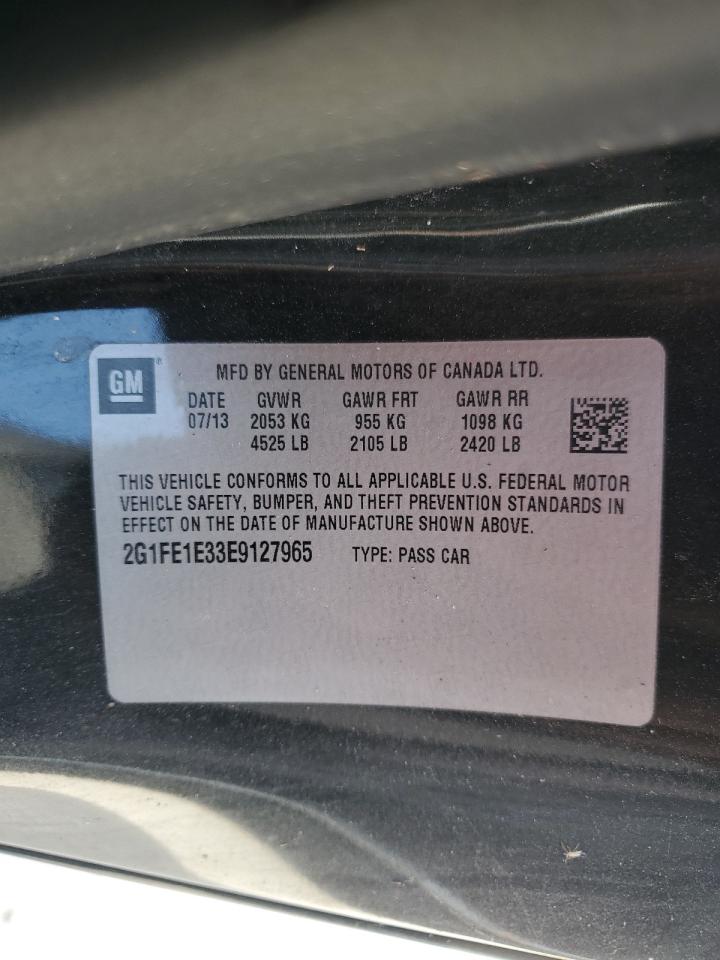 GM®
MFD BY GENERAL MOTORS OF CANADA LTD.
DATE GVWR GAWR FRT GAWR RR
07/13 2053 KG 955 KG 1098 KG
4525 LB 2105 LB 2420 LB
THIS VEHICLE CONFORMS TO ALL APPLICABLE U.S. FEDERAL MOTOR
VEHICLE SAFETY, BUMPER, AND THEFT PREVENTION STANDARDS IN
EFFECT ON THE DATE OF MANUFACTURE SHOWN ABOVE.
2G1FE1E33E9127965 TYPE: PASS CAR